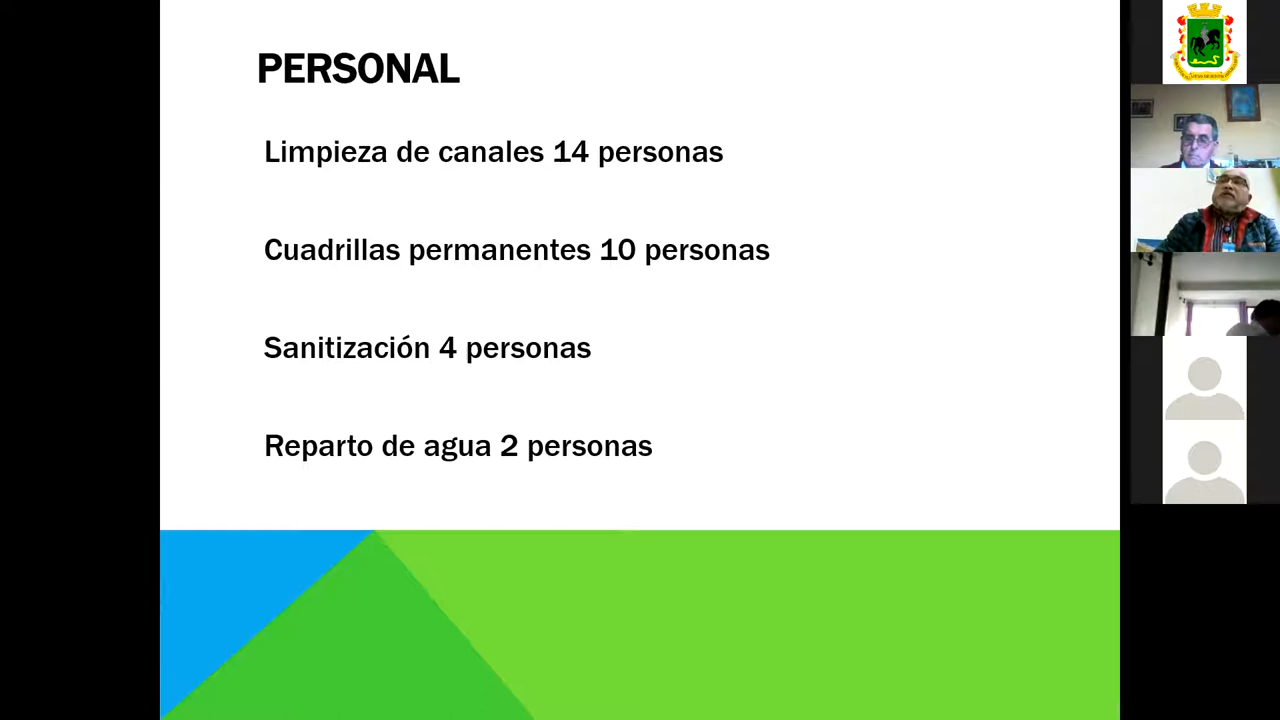 PERSONAL
Limpieza de canales 14 personas
Cuadrillas permanentes 10 personas
Sanitización 4 personas
Reparto de agua 2 personas